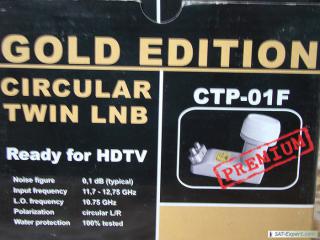 GOLD EDITION
CIRCULAR
TWIN LNB
CTP-01F
Ready for HDTV
PREMIUM
Noise figure 0,1 dB (typical)
Input frequency 11,7 - 12,75 GHz
L.O. frequency 10.75 GHz
Polarization circular L/R
Water protection 100% tested
SAT-Expert.com